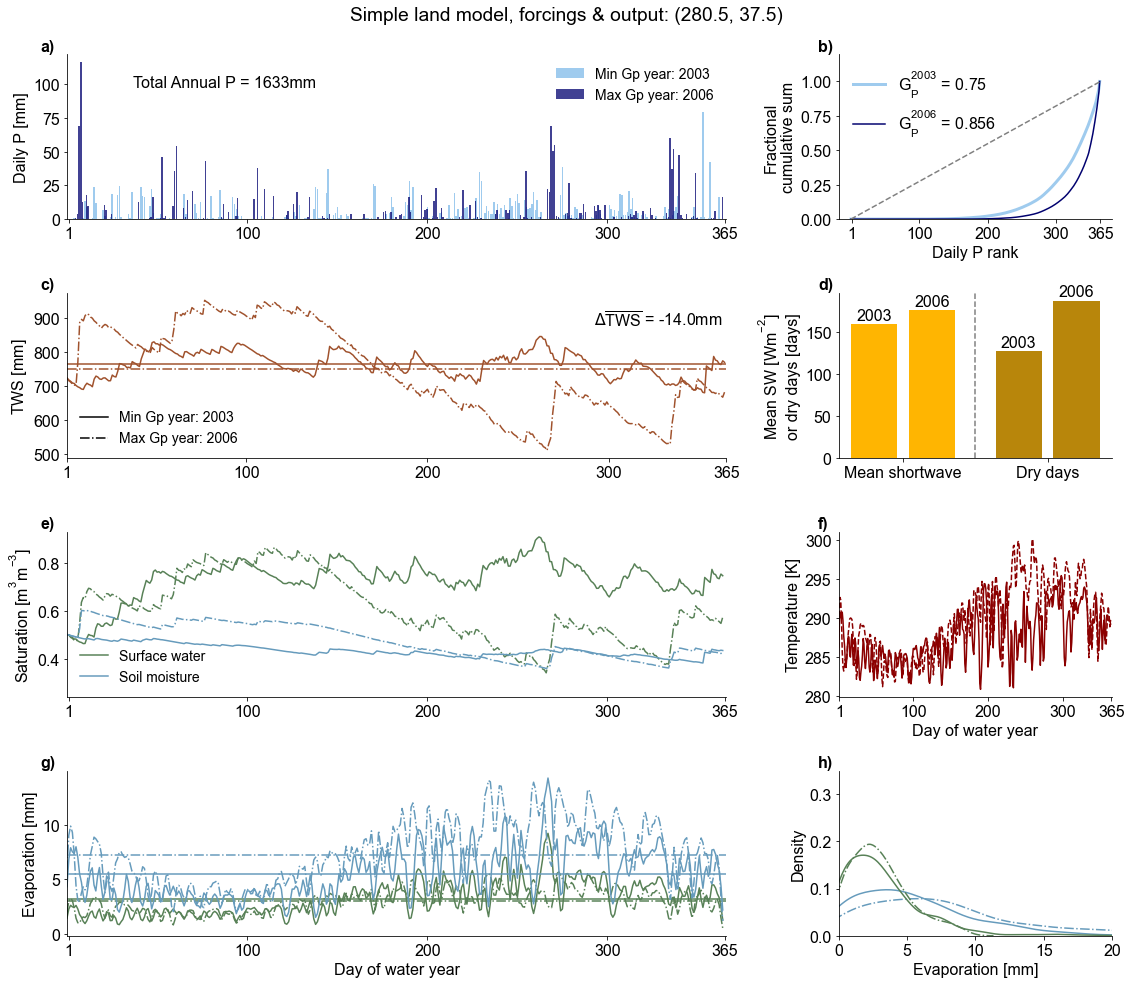 Simple land model, forcings & output: (280.5, 37.5)
a)
Daily P [mm]
100
75
50
25
0
Total Annual P = 1633mm
Min Gp year: 2003
Max Gp year: 2006
1
100
200
300
365
b)
Fractional
cumulative sum
1.00
0.75
0.50
0.25
0.00
G_P^2003 = 0.75
G_P^2006 = 0.856
1
100
200
300
365
Daily P rank
c)
TWS [mm]
900
800
700
600
500
ΔTWS = -14.0mm
Min Gp year: 2003
Max Gp year: 2006
1
100
200
300
365
d)
Mean SW [Wm⁻²]
or dry days [days]
150
100
50
0
2003
2006
2003
2006
Mean shortwave
Dry days
e)
Saturation [m³ m⁻³]
0.8
0.6
0.4
Surface water
Soil moisture
1
100
200
300
365
f)
Temperature [K]
300
295
290
285
280
1
100
200
300
365
Day of water year
g)
Evaporation [mm]
10
5
0
1
100
200
300
365
Day of water year
h)
Density
0.3
0.2
0.1
0.0
0
5
10
15
20
Evaporation [mm]